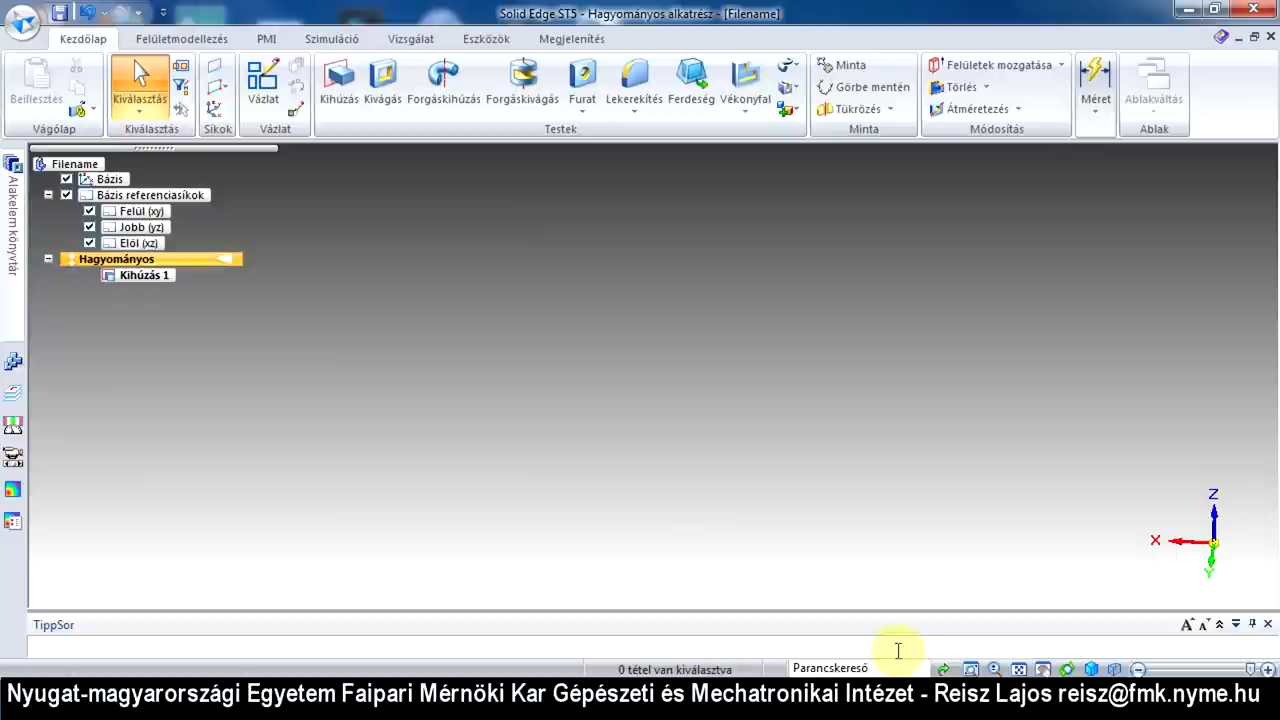 Solid Edge ST5 - Hagyományos alkatrész - [Filename]
Kezdőlap Felületmodellezés PMI Szimuláció Vizsgálat Eszközök Megjelenítés
Beillesztés
Vágólap
Kiválasztás
Kiválasztás
Síkok
Vázlat
Vázlat
Kihúzás Kivágás Forgáskihúzás Forgáskivágás Furat Lekerekítés Ferdeség Vékonyfal
Testek
Minta
Görbe mentén
Tükrözés
Minta
Felületek mozgatása
Törlés
Átméretezés
Módosítás
Méret
Ablakváltás
Ablak
Alakelem könyvtár
Filename
Bázis
Bázis referenciasíkok
Felül (xy)
Jobb (yz)
Elöl (xz)
Hagyományos
Kihúzás 1
Z
X
Y
TippSor
0 tétel van kiválasztva
Parancskereső
Nyugat-magyarországi Egyetem Faipari Mérnöki Kar Gépészeti és Mechatronikai Intézet - Reisz Lajos reisz@fmk.nyme.hu